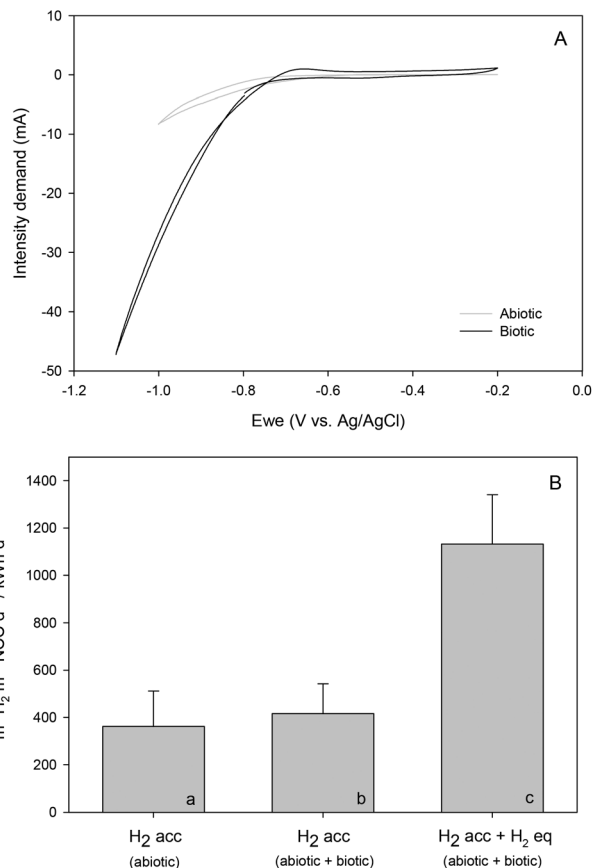 10
A
0
-10
-20
-30
-40
-50
Intensity demand (mA)
Abiotic
Biotic
-1.2 -1.0 -0.8 -0.6 -0.4 -0.2 0.0
Ewe (V vs. Ag/AgCl)
B
1400
1200
1000
800
600
400
200
0
a b c
H2 acc H2 acc H2 acc + H2 eq
(abiotic) (abiotic + biotic) (abiotic + biotic)